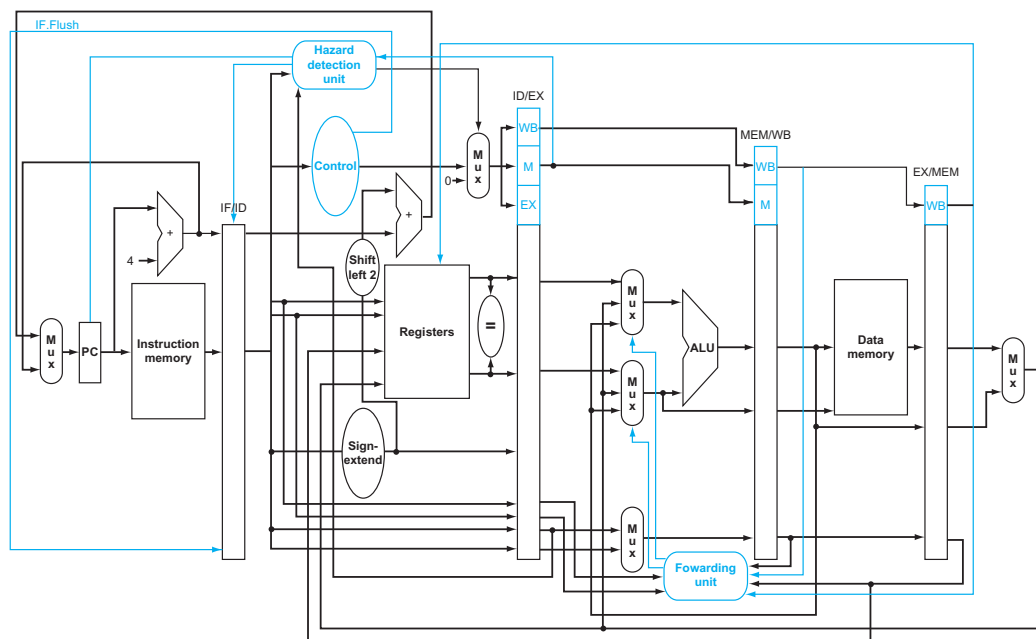 IF.Flush
Hazard
detection
unit
ID/EX
WB
M
EX
MEM/WB
WB
M
EX/MEM
WB
Control
M
u
x
0
IF/ID
+
+
4
Shift
left 2
M
u
x
PC
Instruction
memory
Registers
=
M
u
x
ALU
M
u
x
Data
memory
M
u
x
Sign-
extend
M
u
x
Fowarding
unit